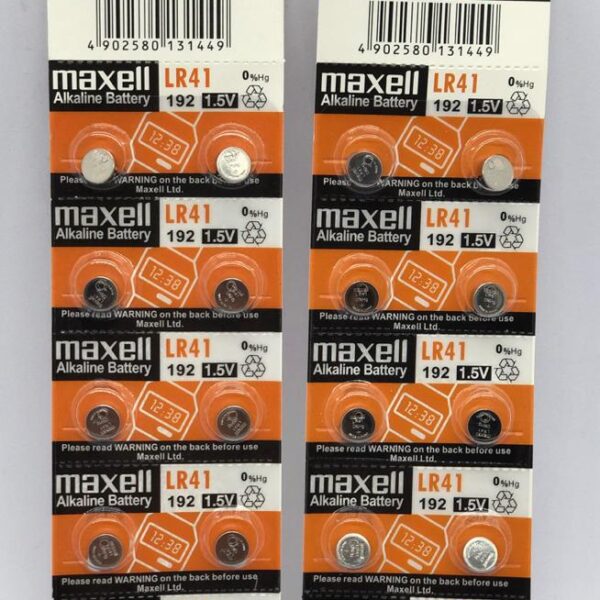 4 902580 131449
maxell LR41 0%Hg
Alkaline Battery 192 1.5V
12:38
Please read WARNING on the back before use
Maxell Ltd.
maxell LR41 0%Hg
Alkaline Battery 192 1.5V
12:38
Please read WARNING on the back before use
Maxell Ltd.
maxell LR41 0%Hg
Alkaline Battery 192 1.5V
12:38
Please read WARNING on the back before use
Maxell Ltd.
maxell LR41 0%Hg
Alkaline Battery 192 1.5V
12:38
Please read WARNING on the back before use
Maxell Ltd.
4 902580 131449
maxell LR41 0%Hg
Alkaline Battery 192 1.5V
12:38
Please read WARNING on the back before use
Maxell Ltd.
maxell LR41 0%Hg
Alkaline Battery 192 1.5V
12:38
Please read WARNING on the back before use
Maxell Ltd.
maxell LR41 0%Hg
Alkaline Battery 192 1.5V
12:38
Please read WARNING on the back before use
Maxell Ltd.
maxell LR41 0%Hg
Alkaline Battery 192 1.5V
12:38
Please read WARNING on the back before use
Maxell Ltd.